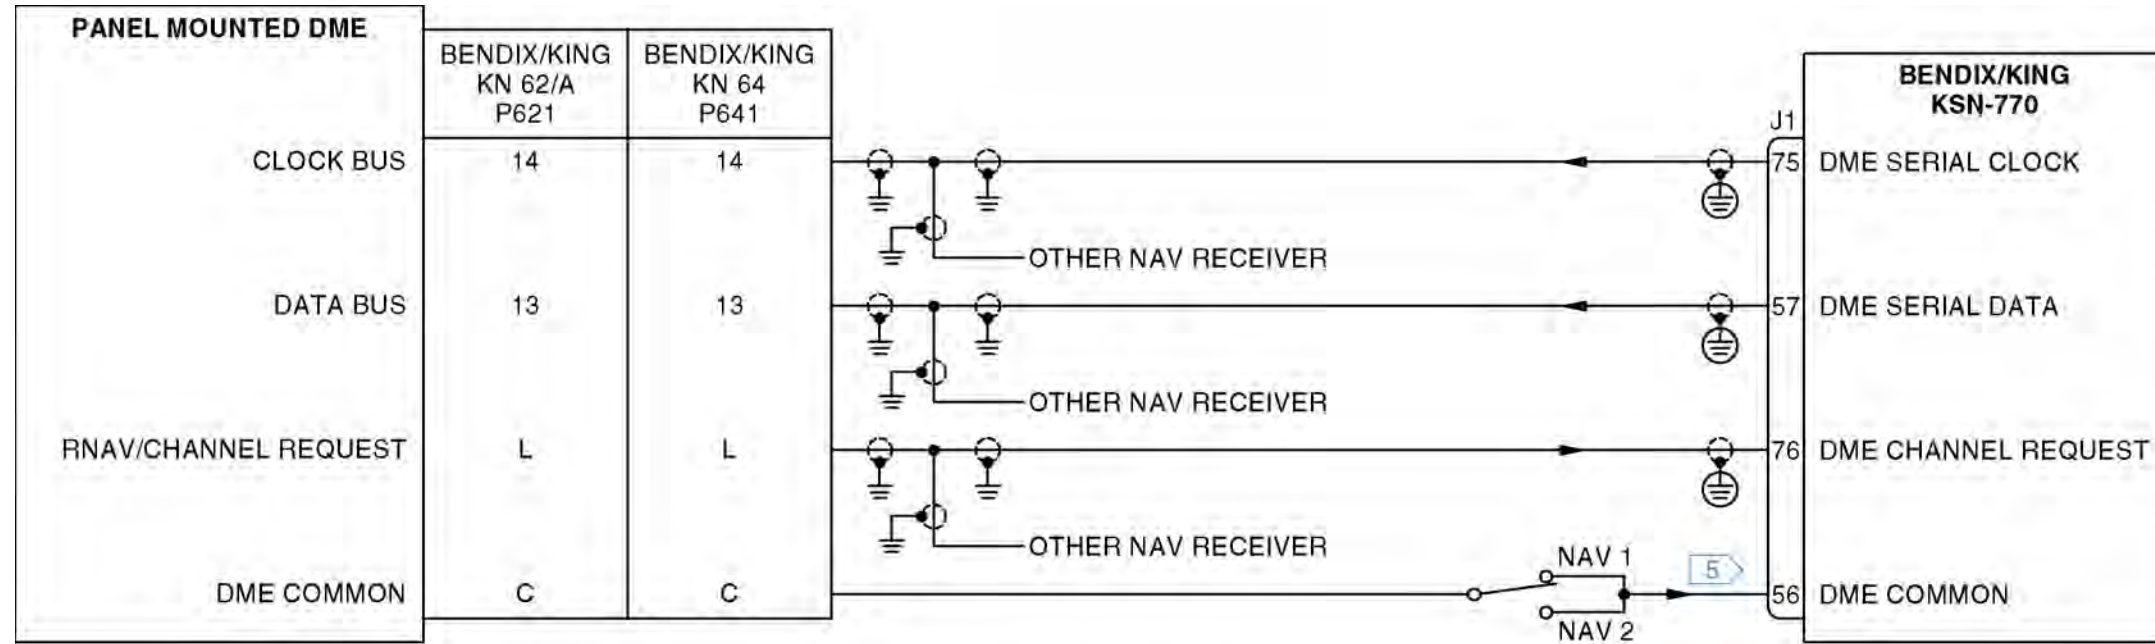 PANEL MOUNTED DME
BENDIX/KING
KN 62/A
P621
BENDIX/KING
KN 64
P641
BENDIX/KING
KSN-770
J1
CLOCK BUS 14 14 75 DME SERIAL CLOCK
OTHER NAV RECEIVER
DATA BUS 13 13 57 DME SERIAL DATA
OTHER NAV RECEIVER
RNAV/CHANNEL REQUEST L L 76 DME CHANNEL REQUEST
OTHER NAV RECEIVER
NAV 1
5
DME COMMON C C 56 DME COMMON
NAV 2